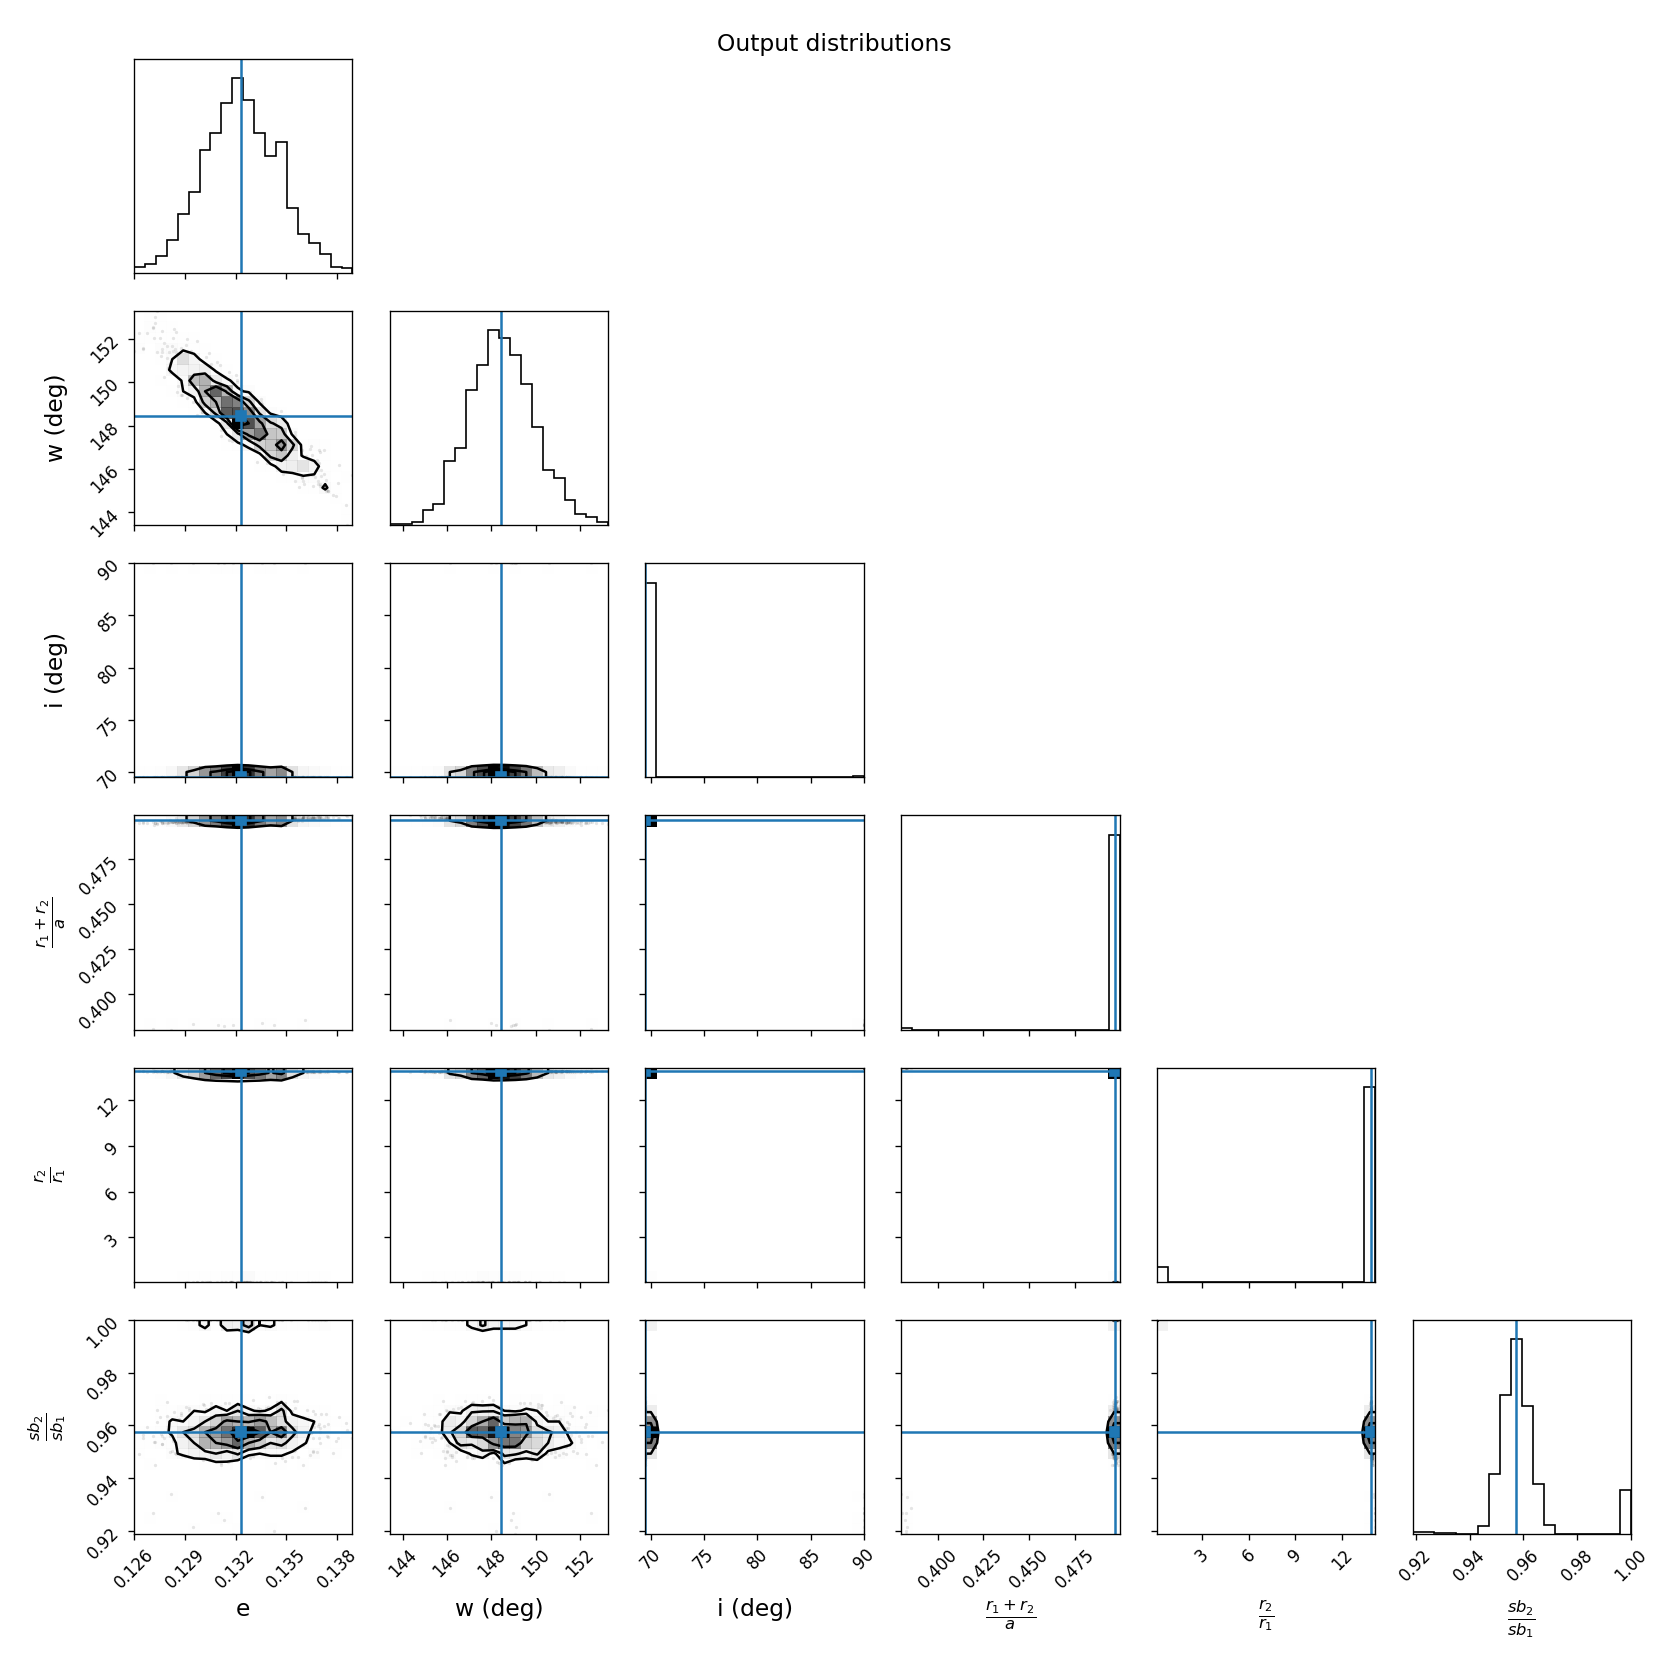 Output distributions
w (deg)
152
150
148
146
144
i (deg)
90
85
80
75
70
r₁ + r₂
a
0.475
0.450
0.425
0.400
r₂
r₁
12
9
6
3
sb₂
sb₁
1.00
0.98
0.96
0.94
0.92
0.126 0.129 0.132 0.135 0.138
144 146 148 150 152
70 75 80 85 90
0.400 0.425 0.450 0.475
3 6 9 12
0.92 0.94 0.96 0.98 1.00
e
w (deg)
i (deg)
r₁ + r₂
a
r₂
r₁
sb₂
sb₁